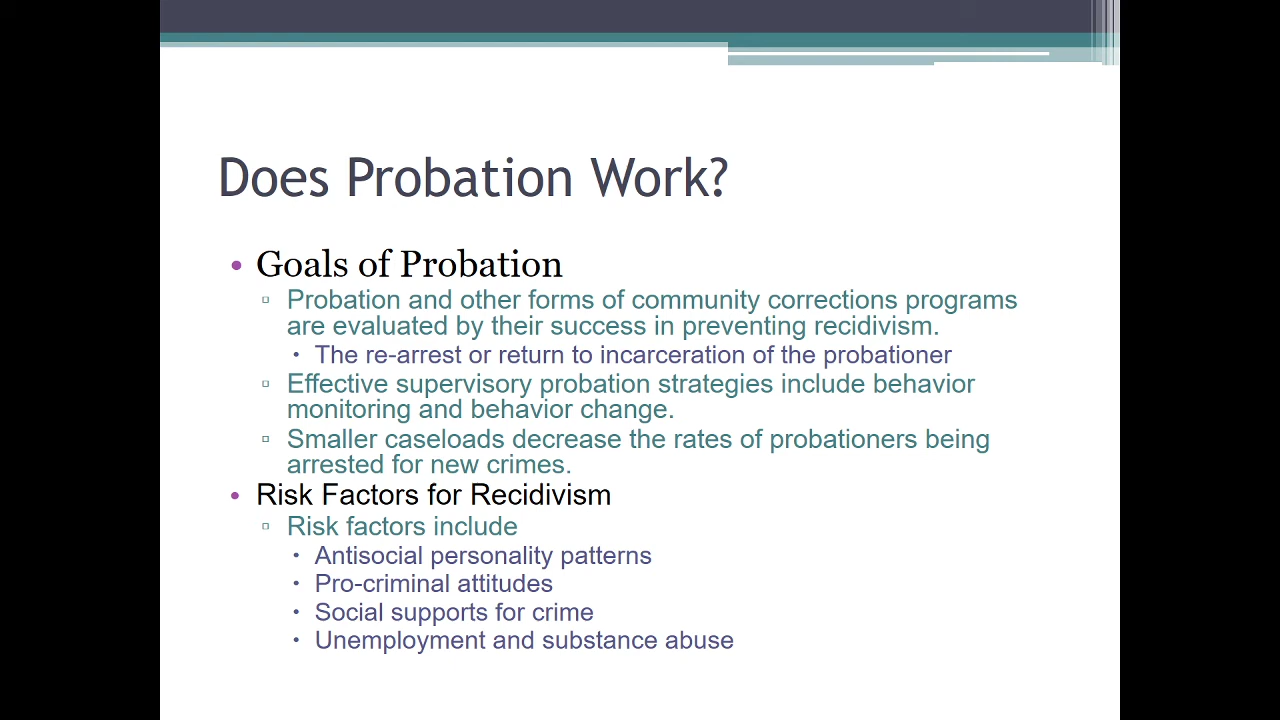 Does Probation Work?
• Goals of Probation
▫ Probation and other forms of community corrections programs
are evaluated by their success in preventing recidivism.
• The re-arrest or return to incarceration of the probationer
▫ Effective supervisory probation strategies include behavior
monitoring and behavior change.
▫ Smaller caseloads decrease the rates of probationers being
arrested for new crimes.
• Risk Factors for Recidivism
▫ Risk factors include
• Antisocial personality patterns
• Pro-criminal attitudes
• Social supports for crime
• Unemployment and substance abuse